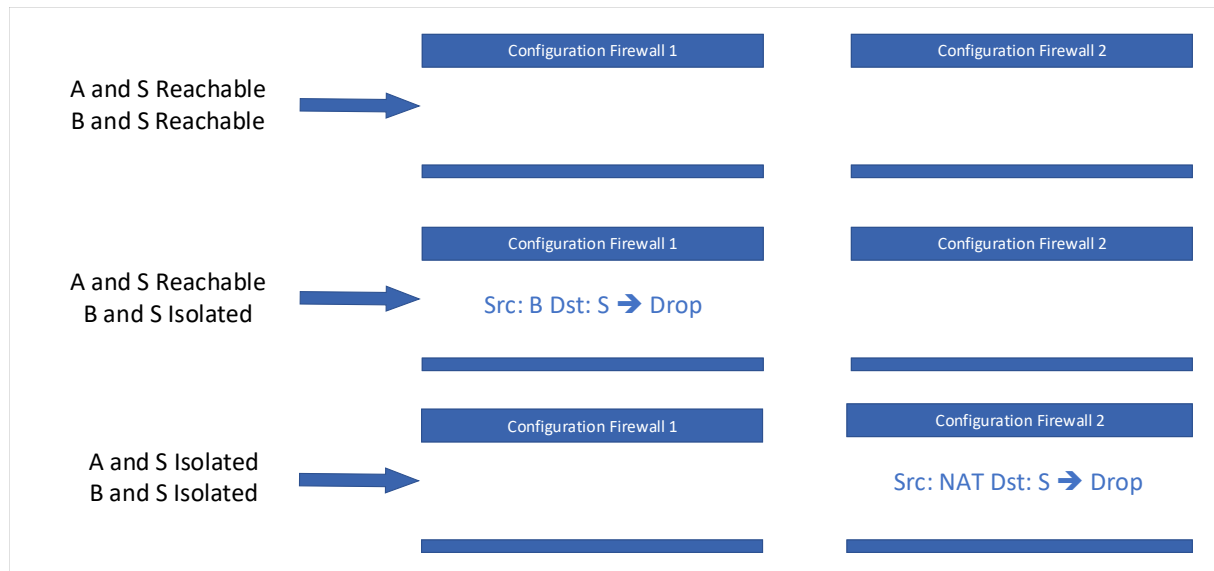 Configuration Firewall 1
Configuration Firewall 2
A and S Reachable
B and S Reachable
Configuration Firewall 1
Configuration Firewall 2
A and S Reachable
B and S Isolated
Src: B Dst: S ➔ Drop
Configuration Firewall 1
Configuration Firewall 2
A and S Isolated
B and S Isolated
Src: NAT Dst: S ➔ Drop